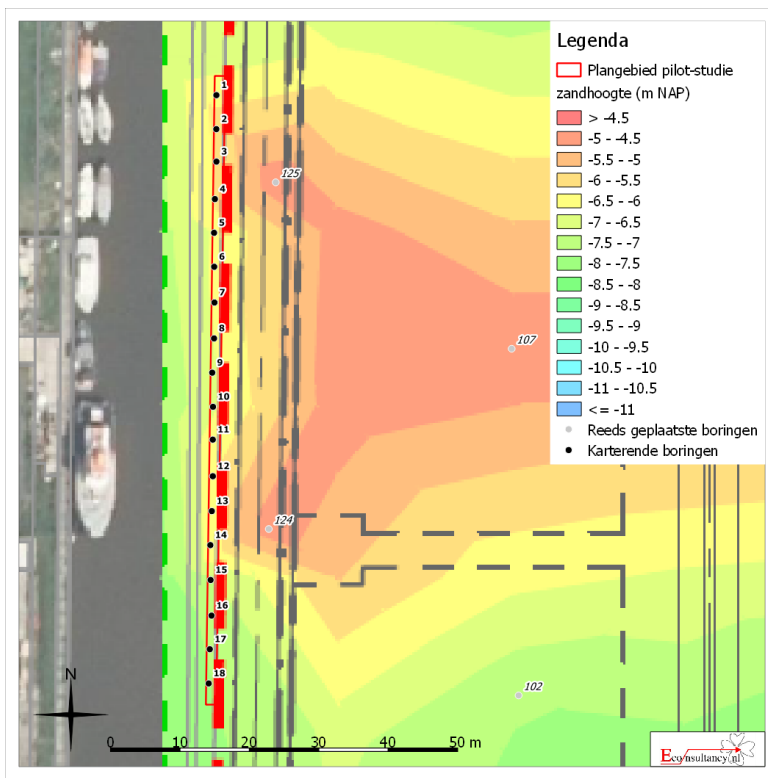 Legenda
Plangebied pilot-studie
zandhoogte (m NAP)
> -4.5
-5 - -4.5
-5.5 - -5
-6 - -5.5
-6.5 - -6
-7 - -6.5
-7.5 - -7
-8 - -7.5
-8.5 - -8
-9 - -8.5
-9.5 - -9
-10 - -9.5
-10.5 - -10
-11 - -10.5
<= -11
Reeds geplaatste boringen
Karterende boringen
1
2
3
125
4
5
6
7
8
107
9
10
11
12
13
124
14
15
16
17
18
102
N
0 10 20 30 40 50 m
Econsultancy.nl